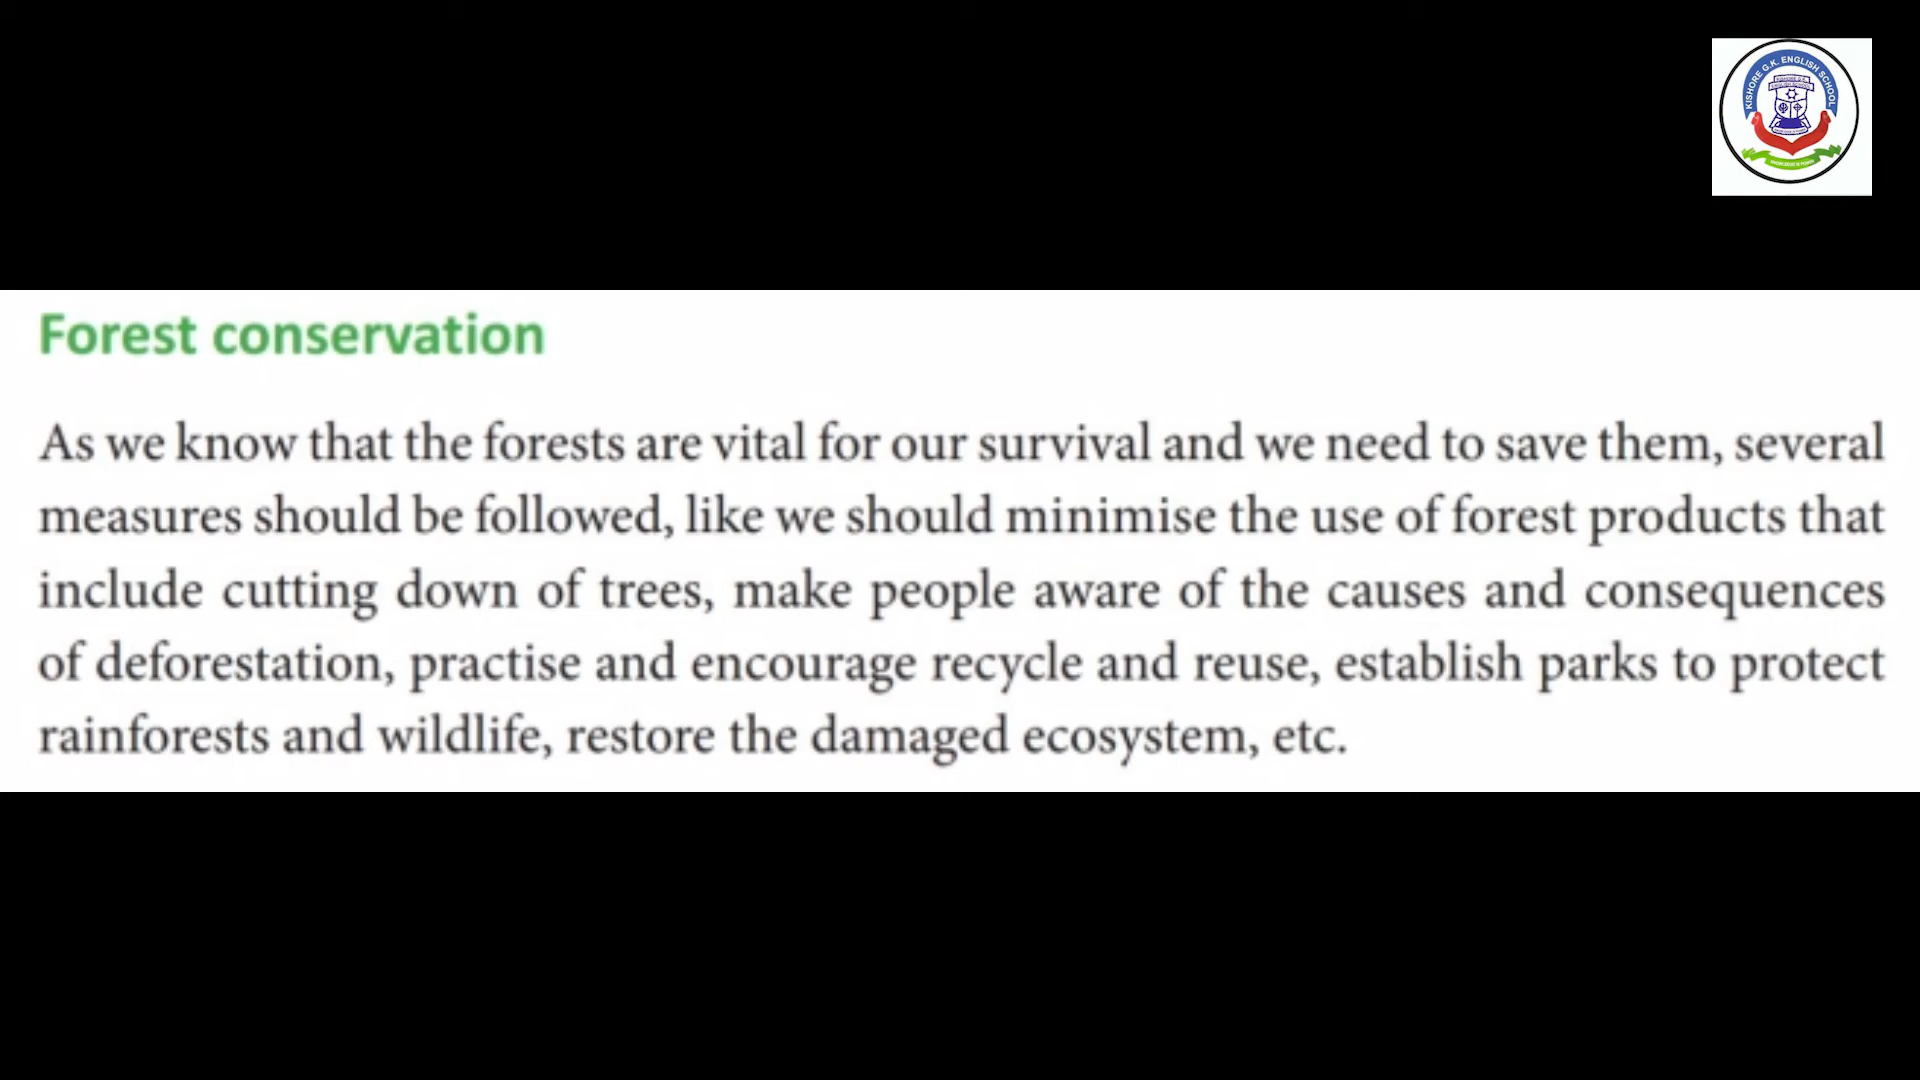 KISHORE G.K. ENGLISH SCHOOL
Forest conservation
As we know that the forests are vital for our survival and we need to save them, several
measures should be followed, like we should minimise the use of forest products that
include cutting down of trees, make people aware of the causes and consequences
of deforestation, practise and encourage recycle and reuse, establish parks to protect
rainforests and wildlife, restore the damaged ecosystem, etc.